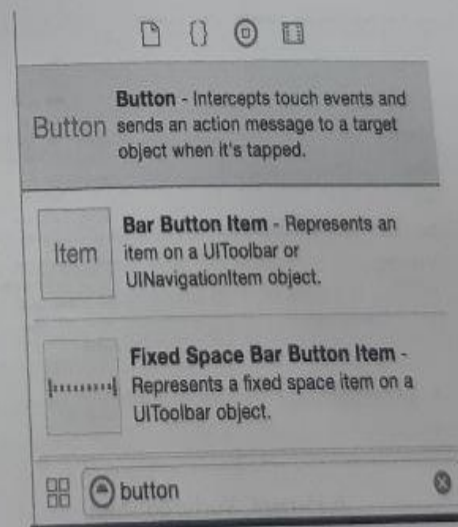 Button
Button - Intercepts touch events and
sends an action message to a target
object when it's tapped.
Item
Bar Button Item - Represents an
item on a UIToolbar or
UINavigationItem object.
Fixed Space Bar Button Item -
Represents a fixed space item on a
UIToolbar object.
button